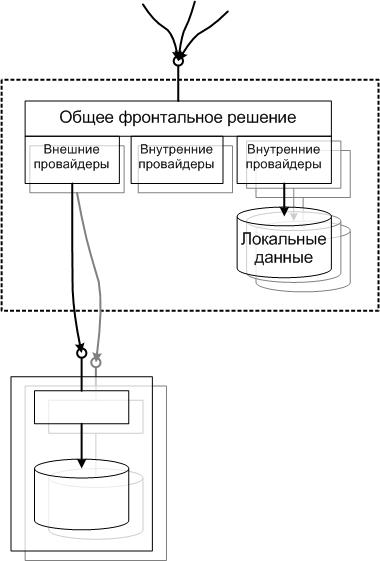 Общее фронтальное решение
Внешние
провайдеры
Внутренние
провайдеры
Внутренние
провайдеры
Локальные
данные